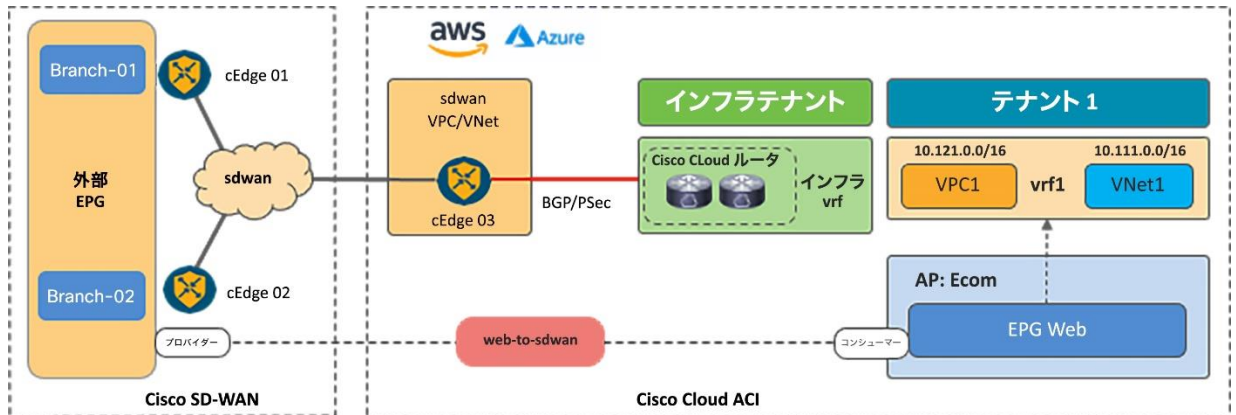 aws
Azure
Branch-01
cEdge 01
外部
EPG
sdwan
Branch-02
cEdge 02
プロバイダー
Cisco SD-WAN
sdwan
VPC/VNet
cEdge 03
BGP/PSec
インフラテナント
Cisco CLoud ルータ
インフラ
vrf
テナント 1
10.121.0.0/16
10.111.0.0/16
VPC1
vrf1
VNet1
AP: Ecom
EPG Web
web-to-sdwan
コンシューマー
Cisco Cloud ACI